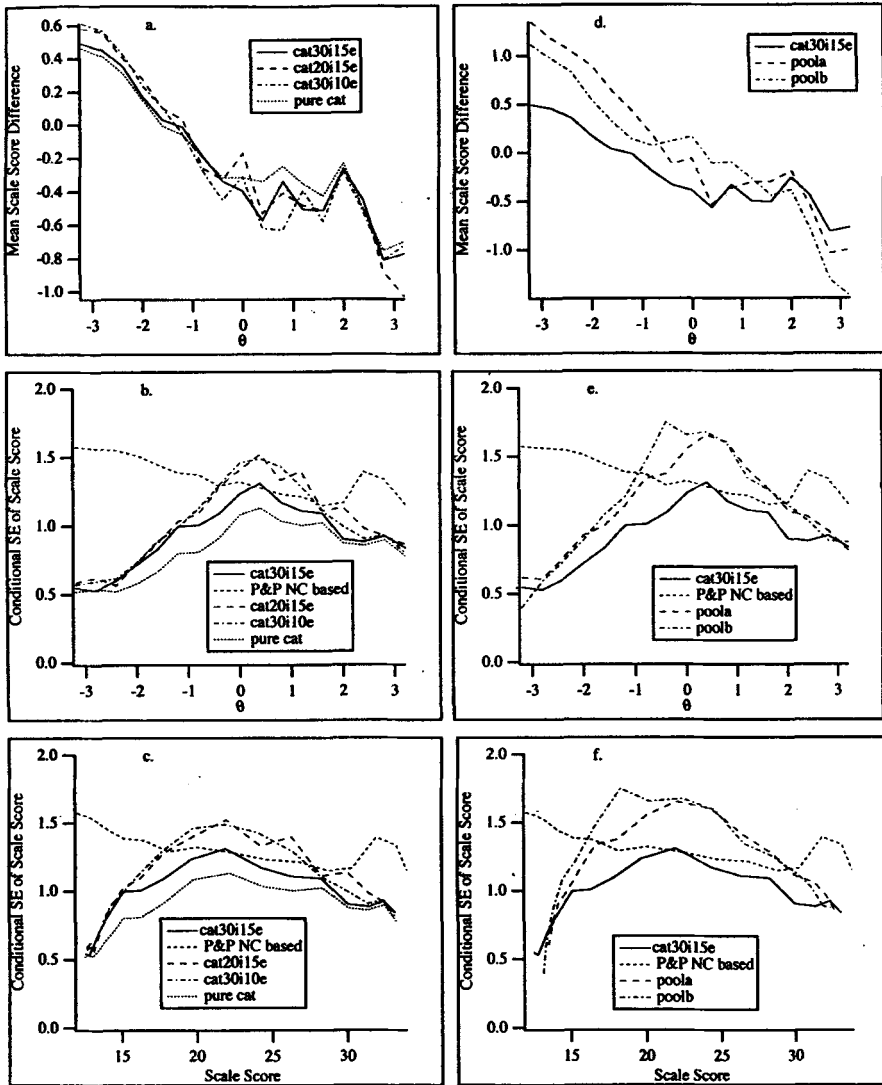 a.
0.6
0.4
0.2
0.0
-0.2
-0.4
-0.6
-0.8
-1.0
Mean Scale Score Difference
cat30i15e
cat20i15e
cat30i10e
pure cat
-3 -2 -1 0 1 2 3
θ
d.
1.0
0.5
0.0
-0.5
-1.0
Mean Scale Score Difference
cat30i15e
poola
poolb
-3 -2 -1 0 1 2 3
θ
b.
2.0
1.5
1.0
0.5
0.0
Conditional SE of Scale Score
cat30i15e
P&P NC based
cat20i15e
cat30i10e
pure cat
-3 -2 -1 0 1 2 3
θ
e.
2.0
1.5
1.0
0.5
0.0
Conditional SE of Scale Score
cat30i15e
P&P NC based
poola
poolb
-3 -2 -1 0 1 2 3
θ
c.
2.0
1.5
1.0
0.5
0.0
Conditional SE of Scale Score
cat30i15e
P&P NC based
cat20i15e
cat30i10e
pure cat
15 20 25 30
Scale Score
f.
2.0
1.5
1.0
0.5
0.0
Conditional SE of Scale Score
cat30i15e
P&P NC based
poola
poolb
15 20 25 30
Scale Score